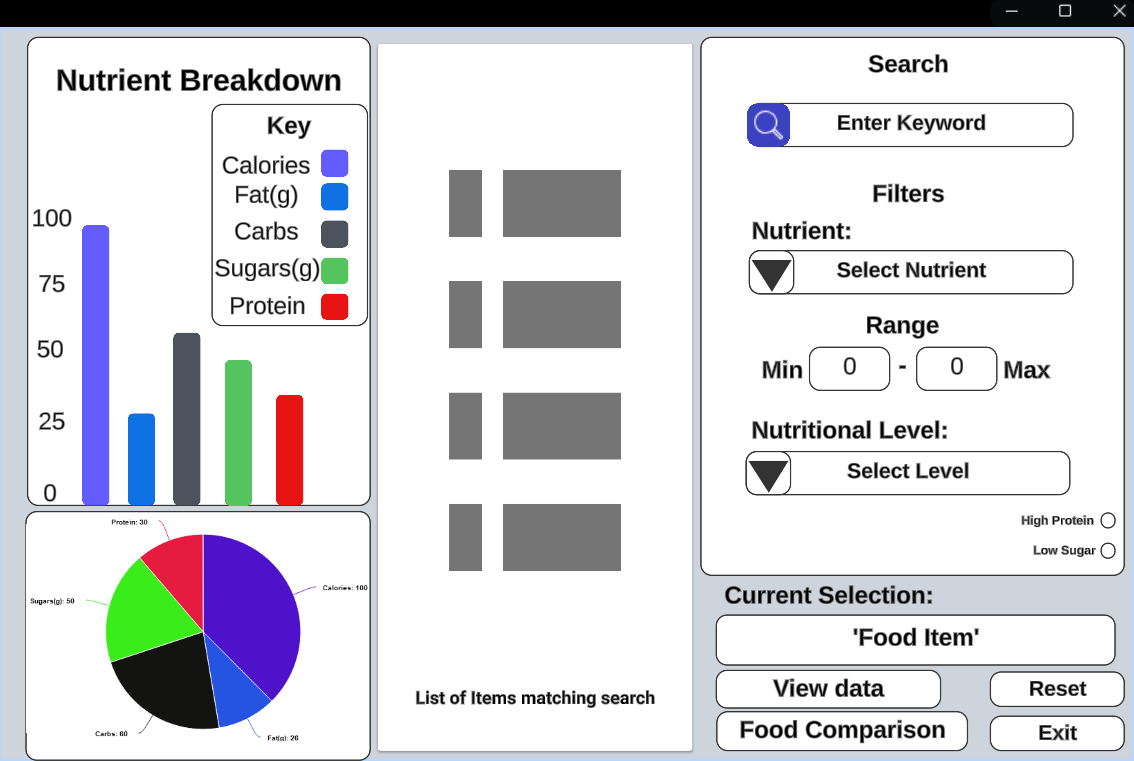 Nutrient Breakdown
Key
Calories
Fat(g)
Carbs
Sugars(g)
Protein
100
75
50
25
0
Protein: 30
Calories: 100
Sugars(g): 50
Carbs: 60
Fat(g): 26
List of Items matching search
Search
Enter Keyword
Filters
Nutrient:
Select Nutrient
Range
Min 0 - 0 Max
Nutritional Level:
Select Level
High Protein
Low Sugar
Current Selection:
'Food Item'
View data
Reset
Food Comparison
Exit